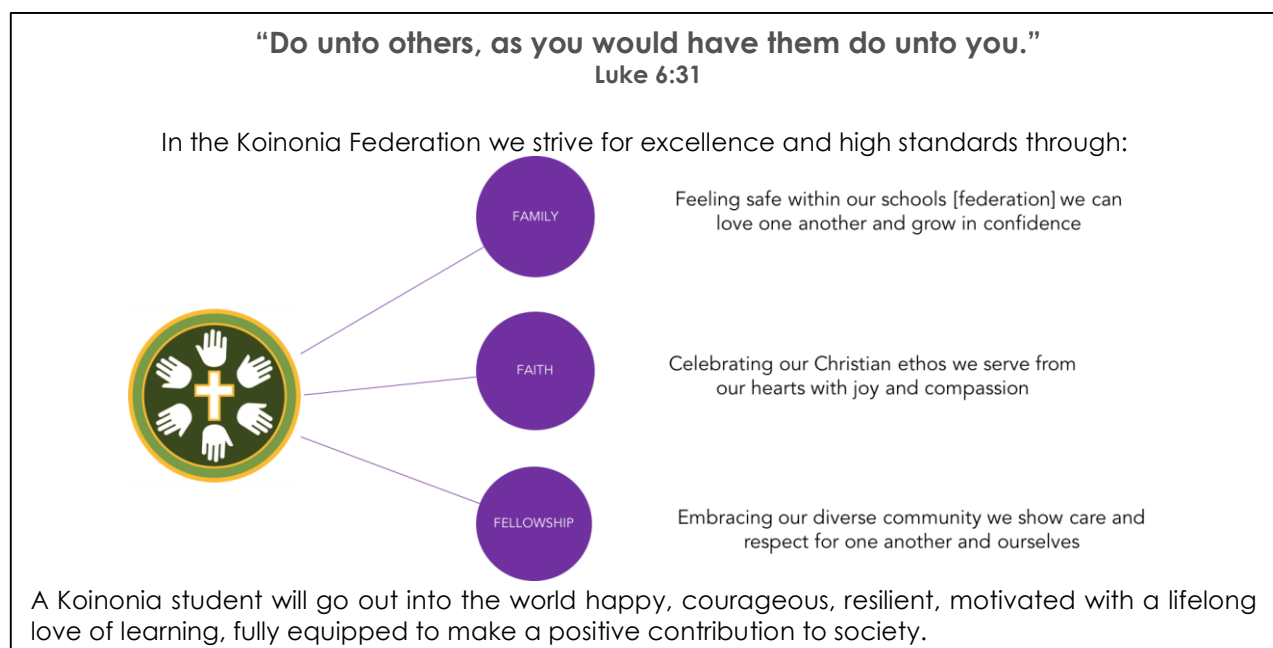 “Do unto others, as you would have them do unto you.”
Luke 6:31
In the Koinonia Federation we strive for excellence and high standards through:
FAMILY
Feeling safe within our schools [federation] we can
love one another and grow in confidence
FAITH
Celebrating our Christian ethos we serve from
our hearts with joy and compassion
FELLOWSHIP
Embracing our diverse community we show care and
respect for one another and ourselves
A Koinonia student will go out into the world happy, courageous, resilient, motivated with a lifelong
love of learning, fully equipped to make a positive contribution to society.